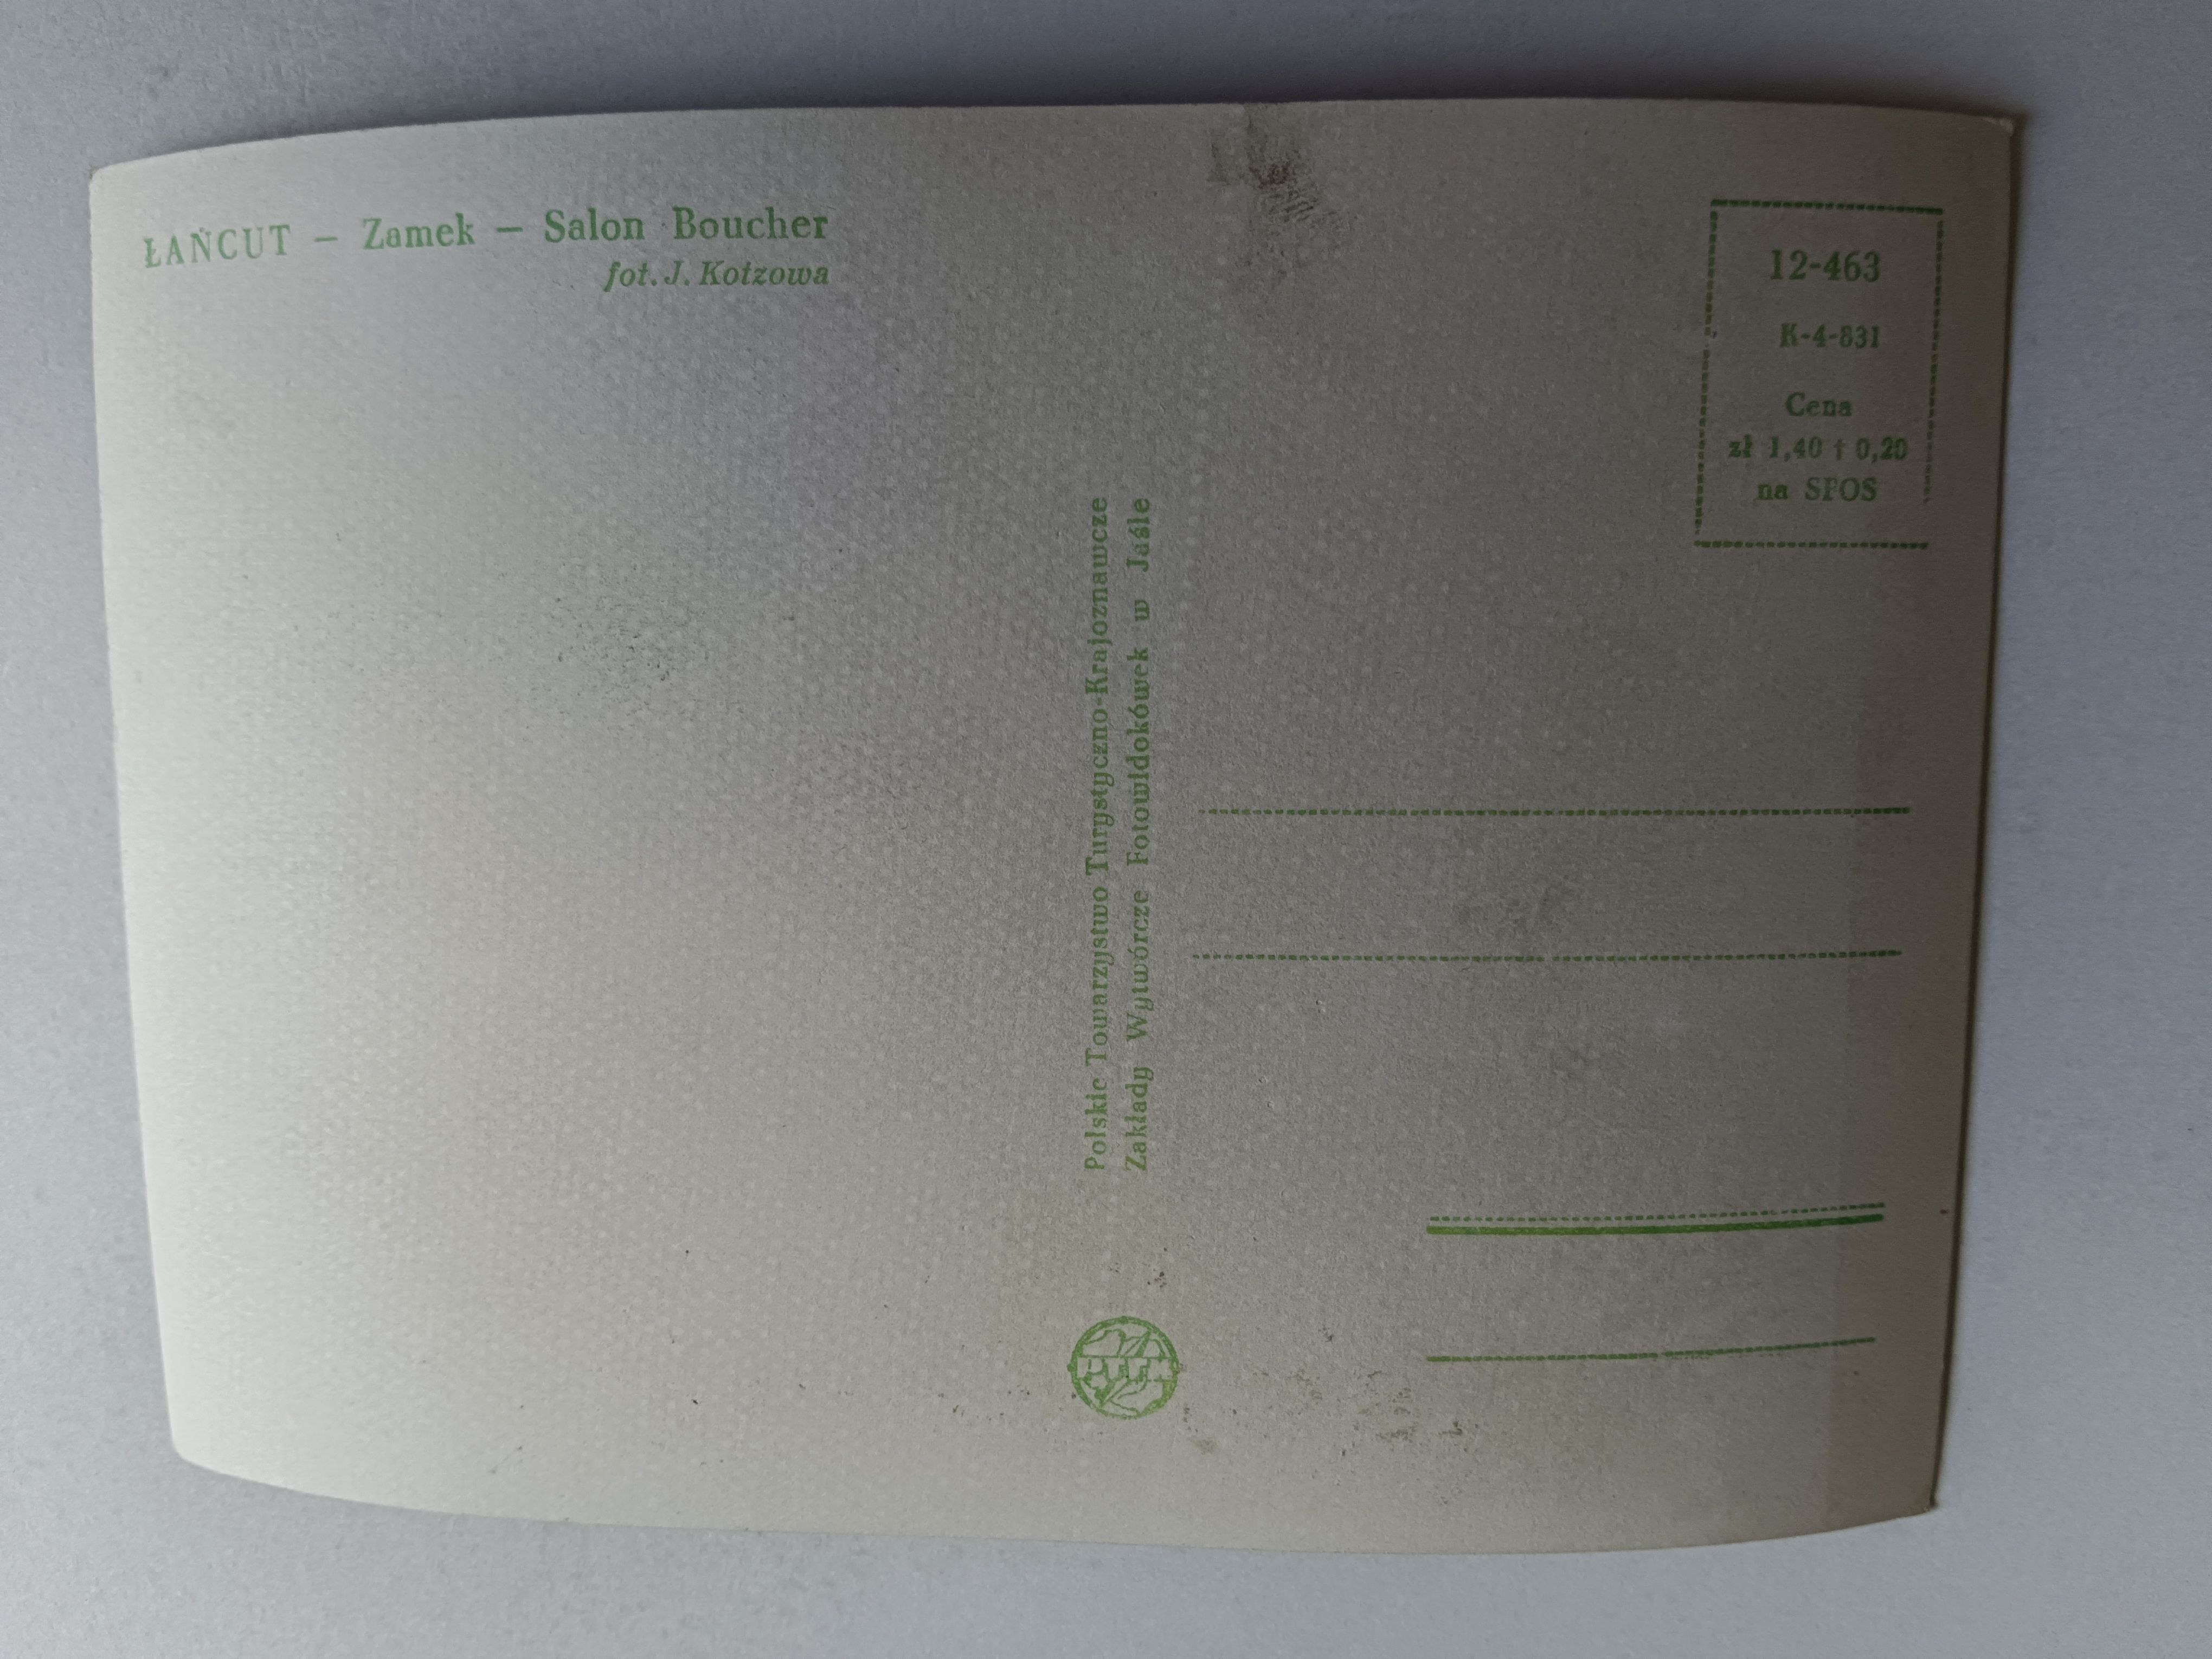 ŁAŃCUT – Zamek – Salon Boucher
fot. J. Kotzowa
Polskie Towarzystwo Turystyczno-Krajoznawcze
Zakłady Wytwórcze Fotowidokówek w Jaśle
PTTK
12-463
K-4-831
Cena
zł 1,40 + 0,20
na SFOS